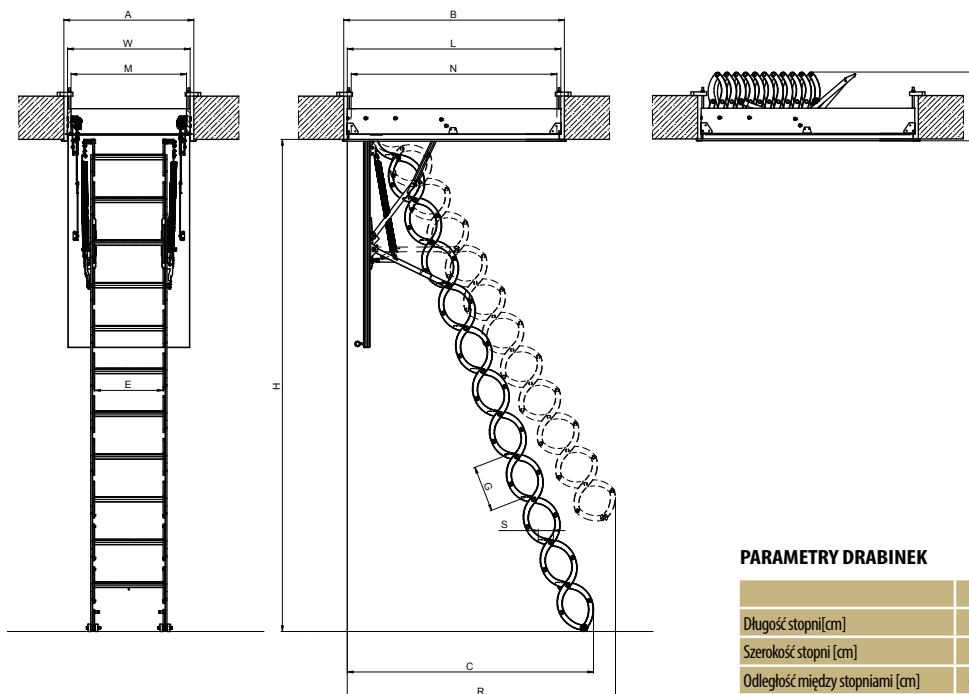 A
W
M
E
H
B
L
N
G
S
C
R
PARAMETRY DRABINEK
Długość stopni[cm]
Szerokość stopni [cm]
Odległość między stopniami [cm]